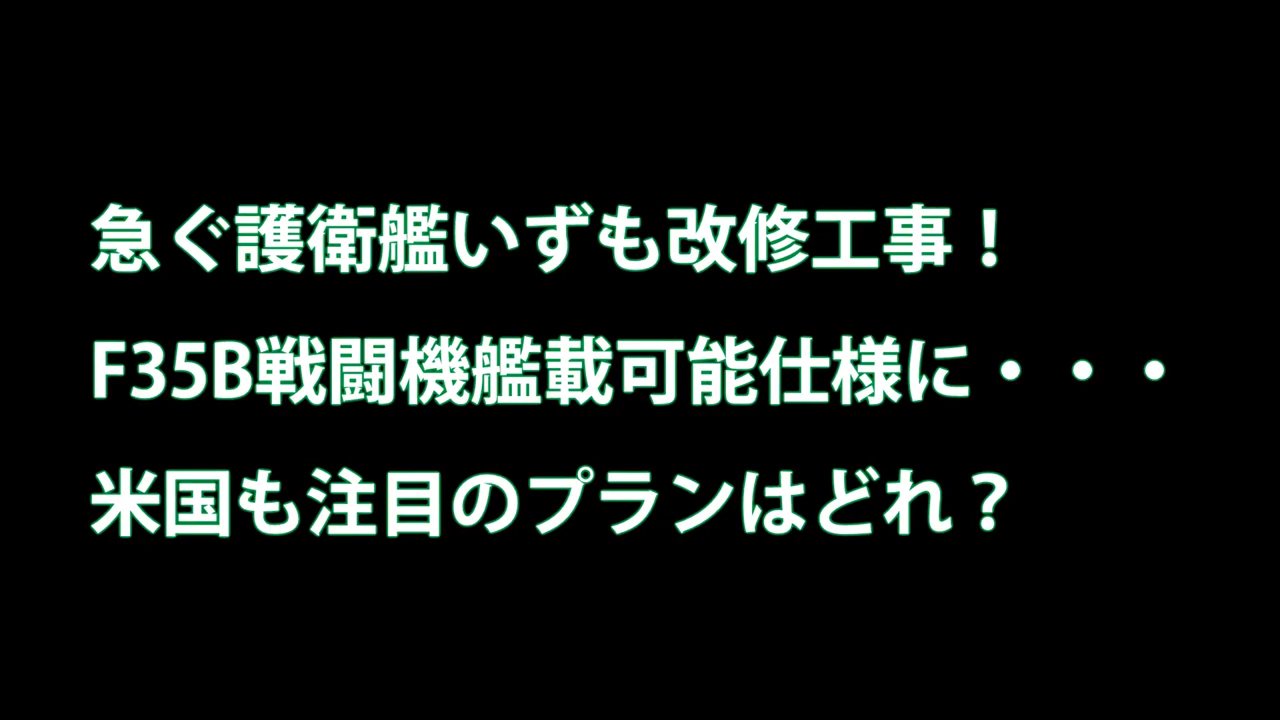 急ぐ護衛艦いずも改修工事！
F35B戦闘機艦載可能仕様に・・・
米国も注目のプランはどれ？